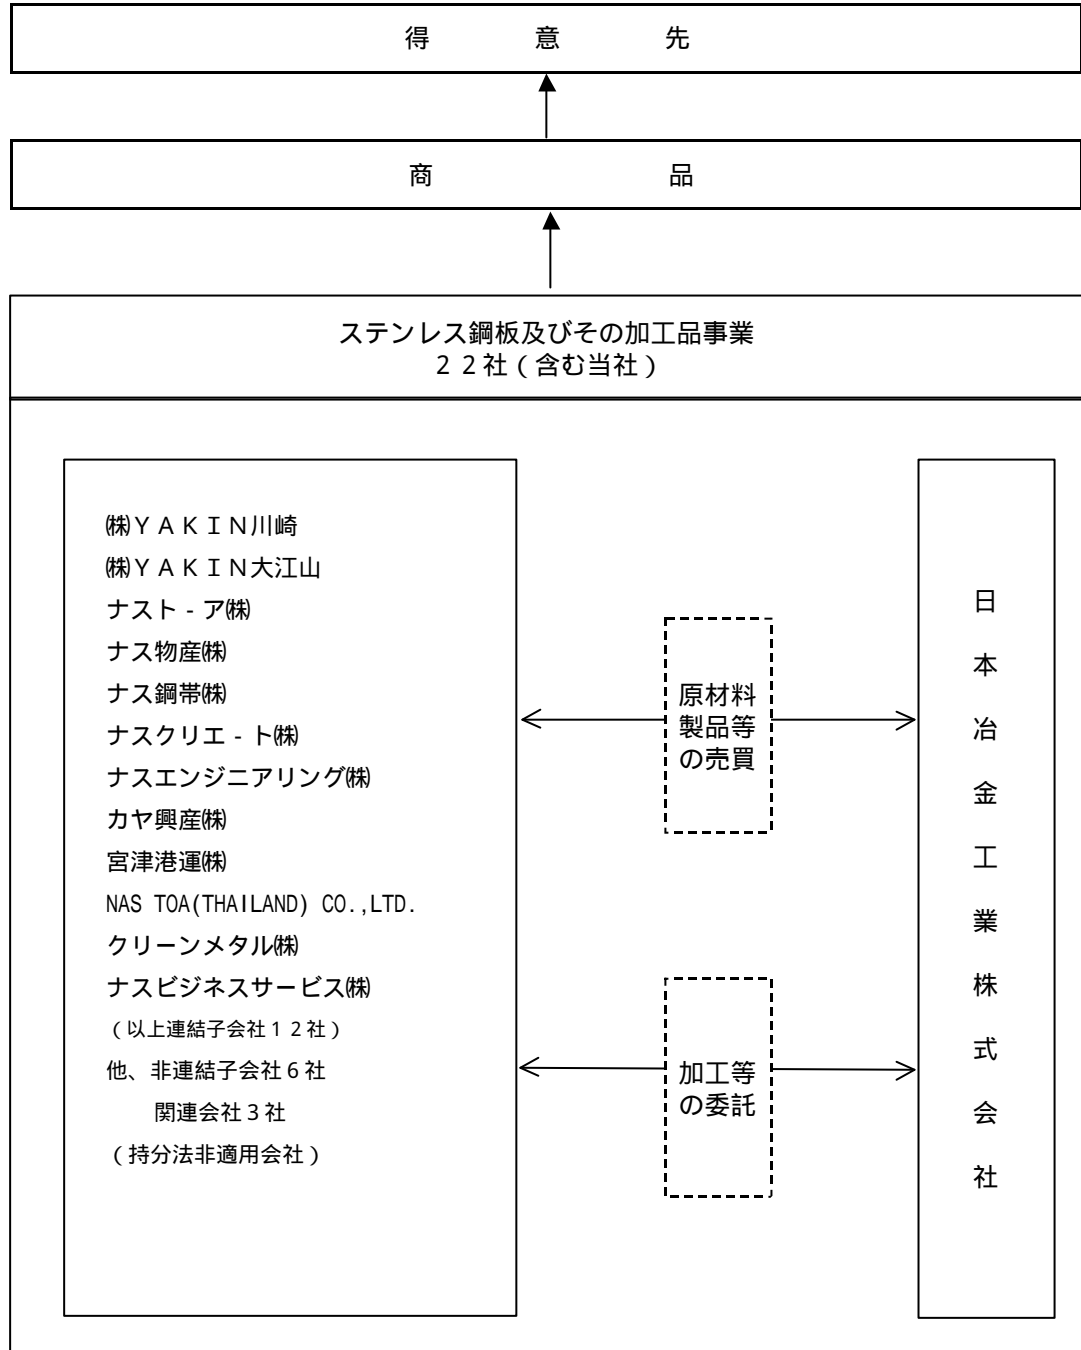 得意先
商品
ステンレス鋼板及びその加工品事業
２２社（含む当社）
㈱ＹＡＫＩＮ川崎
㈱ＹＡＫＩＮ大江山
ナスト‐ア㈱
ナス物産㈱
ナス鋼帯㈱
ナスクリエ‐ト㈱
ナスエンジニアリング㈱
カヤ興産㈱
宮津港運㈱
NAS TOA(THAILAND) CO.,LTD.
クリーンメタル㈱
ナスビジネスサービス㈱
（以上連結子会社１２社）
他、非連結子会社６社
関連会社３社
（持分法非適用会社）
原材料
製品等
の売買
加工等
の委託
日本冶金工業株式会社